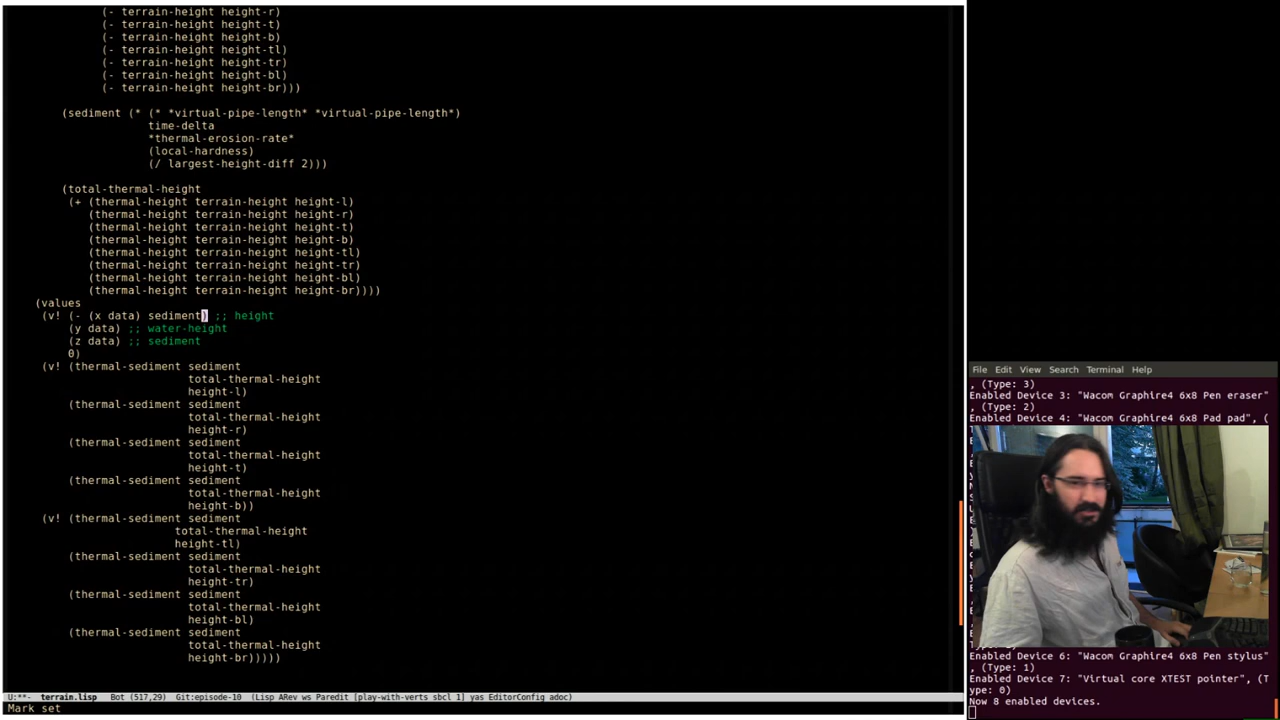 (- terrain-height height-r)
(- terrain-height height-t)
(- terrain-height height-b)
(- terrain-height height-tl)
(- terrain-height height-tr)
(- terrain-height height-bl)
(- terrain-height height-br)))
(sediment (* (* *virtual-pipe-length* *virtual-pipe-length*)
time-delta
*thermal-erosion-rate*
(local-hardness)
(/ largest-height-diff 2)))
(total-thermal-height
(+ (thermal-height terrain-height height-l)
(thermal-height terrain-height height-r)
(thermal-height terrain-height height-t)
(thermal-height terrain-height height-b)
(thermal-height terrain-height height-tl)
(thermal-height terrain-height height-tr)
(thermal-height terrain-height height-bl)
(thermal-height terrain-height height-br))))
(values
(v! (- (x data) sediment) ;; height
(y data) ;; water-height
(z data) ;; sediment
0)
(v! (thermal-sediment sediment
total-thermal-height
height-l)
(thermal-sediment sediment
total-thermal-height
height-r)
(thermal-sediment sediment
total-thermal-height
height-t)
(thermal-sediment sediment
total-thermal-height
height-b))
(v! (thermal-sediment sediment
total-thermal-height
height-tl)
(thermal-sediment sediment
total-thermal-height
height-tr)
(thermal-sediment sediment
total-thermal-height
height-bl)
(thermal-sediment sediment
total-thermal-height
height-br)))))
U:**- terrain.lisp Bot (517,29) Git:episode-10 (Lisp ARev ws Paredit [play-with-verts sbcl 1] yas EditorConfig adoc)
Mark set
File Edit View Search Terminal Help
, (Type: 3)
Enabled Device 3: "Wacom Graphire4 6x8 Pen eraser"
, (Type: 2)
Enabled Device 4: "Wacom Graphire4 6x8 Pad pad", (
Enabled Device 6: "Wacom Graphire4 6x8 Pen stylus"
, (Type: 1)
Enabled Device 7: "Virtual core XTEST pointer", (T
ype: 0)
Now 8 enabled devices.